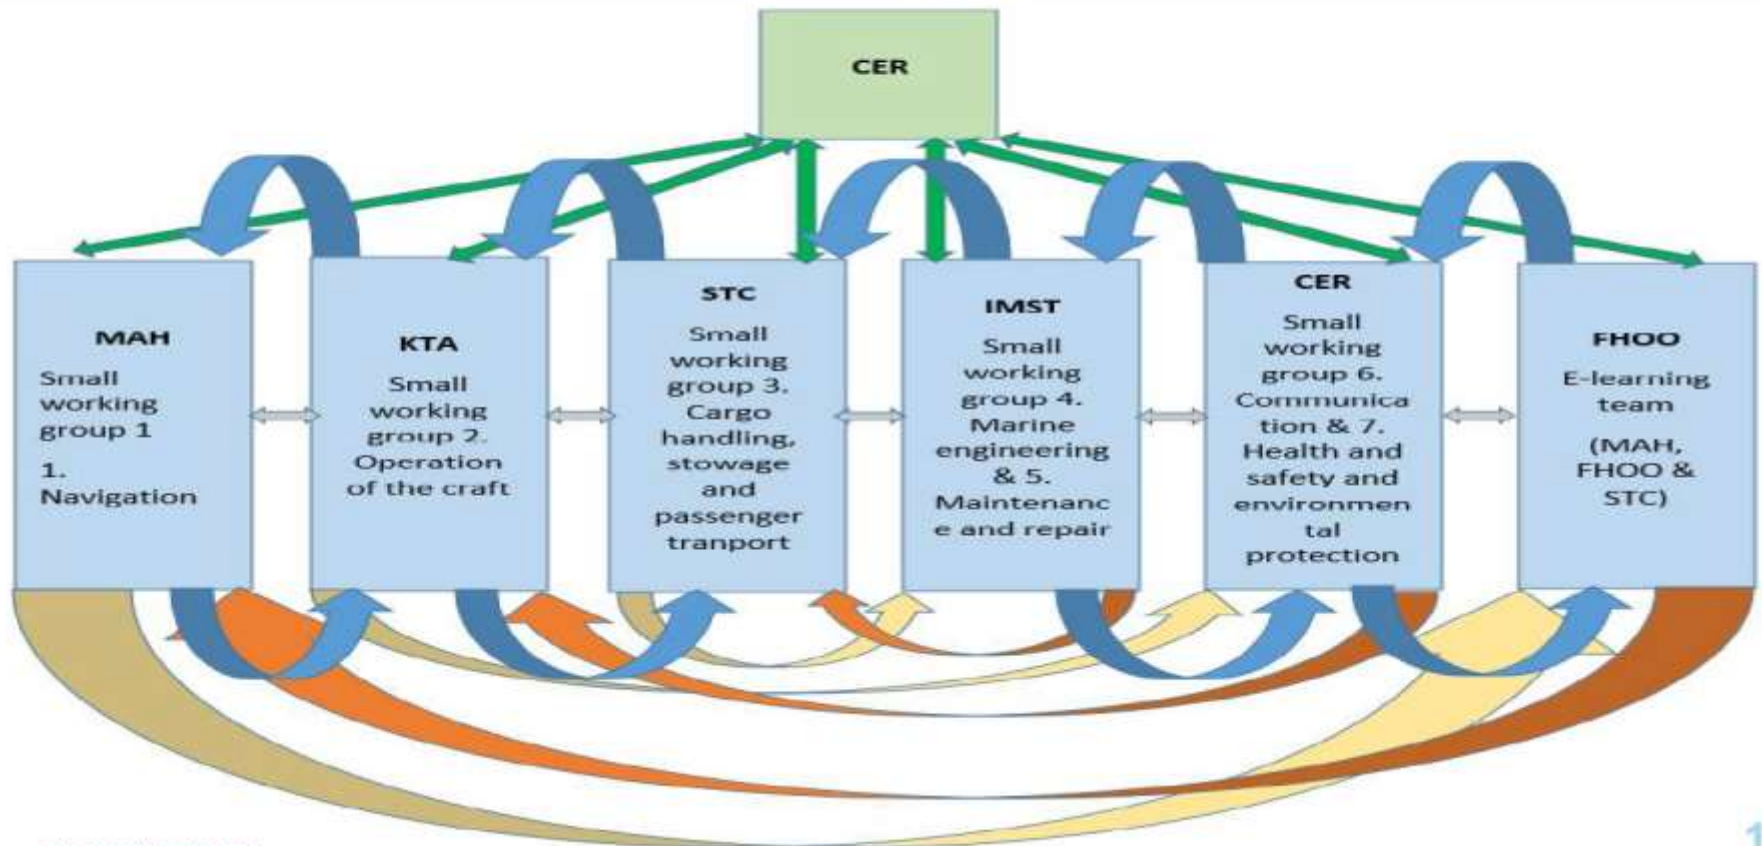 CER
MAH
Small
working
group 1
1.
Navigation
KTA
Small
working
group 2.
Operation
of the craft
STC
Small
working
group 3.
Cargo
handling,
stowage
and
passenger
tranport
IMST
Small
working
group 4.
Marine
engineering
& 5.
Maintenanc
e and repair
CER
Small
working
group 6.
Communica
tion & 7.
Health and
safety and
environmen
tal
protection
FHOO
E-learning
team
(MAH,
FHOO &
STC)
1